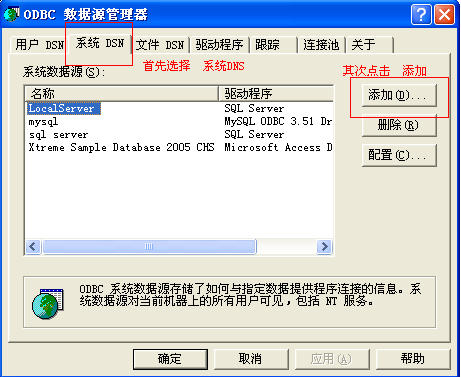 ODBC 数据源管理器
用户 DSN 系统 DSN 文件 DSN 驱动程序 跟踪 连接池 关于
首先选择 系统DNS
其次点击 添加
系统数据源(S):
名称 驱动程序
LocalServer SQL Server
mysql MySQL ODBC 3.51 Dr
sql server SQL Server
Xtreme Sample Database 2005 CHS Microsoft Access D
添加(D)...
删除(R)
配置(C)...
ODBC 系统数据源存储了如何与指定数据提供程序连接的信息。系
统数据源对当前机器上的所有用户可见,包括 NT 服务。
确定 取消 应用(A) 帮助